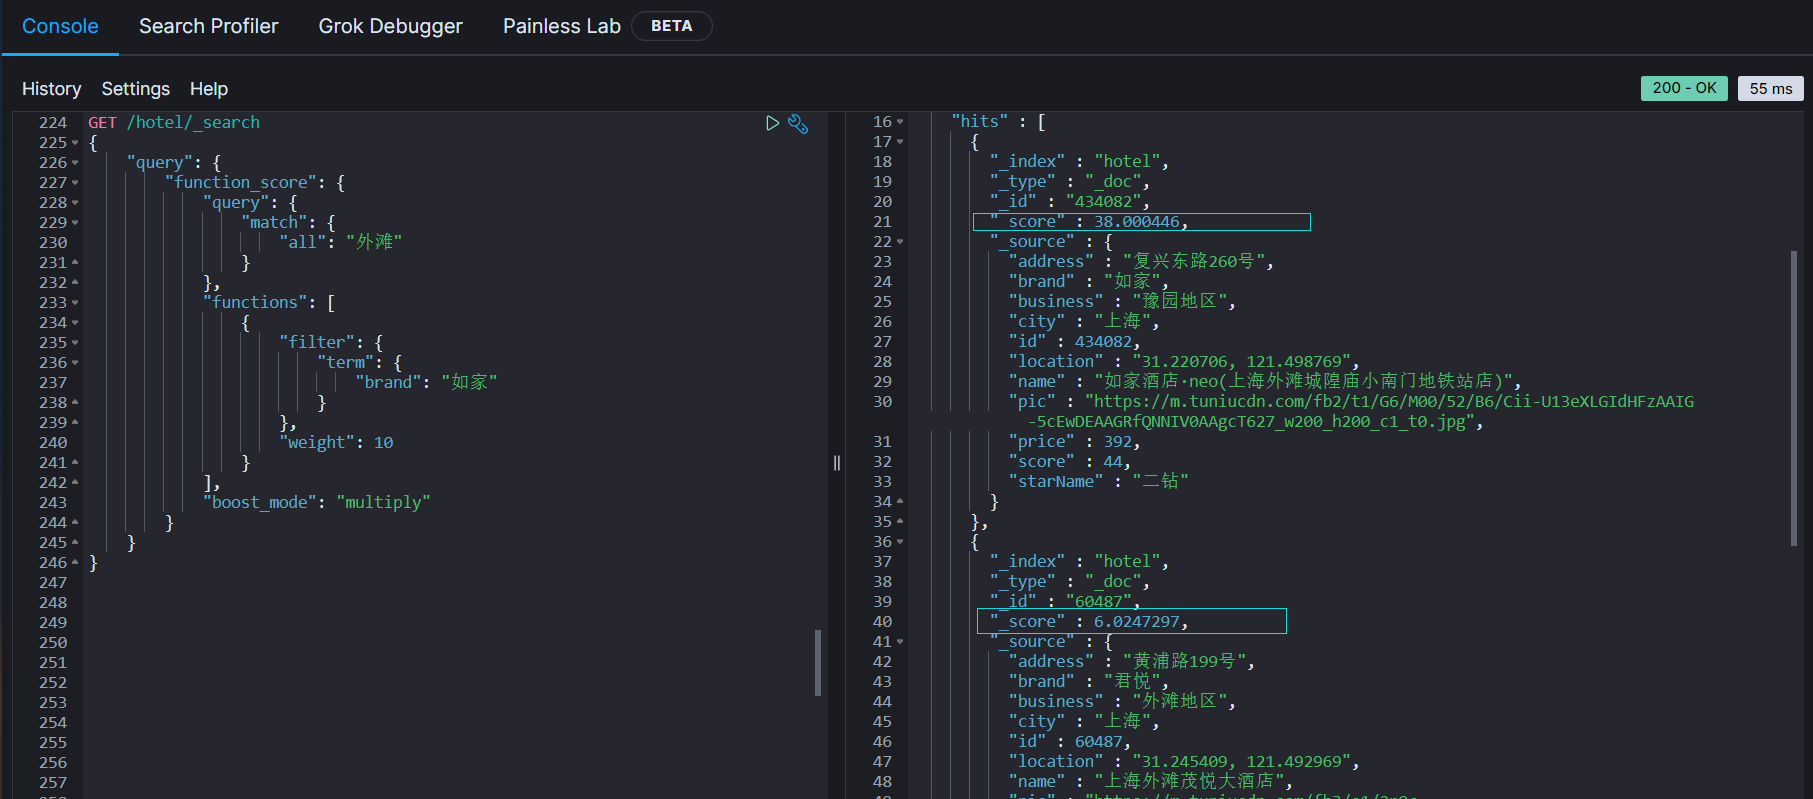 Console Search Profiler Grok Debugger Painless Lab BETA
History Settings Help
200 - OK 55 ms
224 GET /hotel/_search
225 {
226 "query": {
227 "function_score": {
228 "query": {
229 "match": {
230 "all": "外滩"
231 }
232 },
233 "functions": [
234 {
235 "filter": {
236 "term": {
237 "brand": "如家"
238 }
239 },
240 "weight": 10
241 }
242 ],
243 "boost_mode": "multiply"
244 }
245 }
246 }
247
248
249
250
251
252
253
254
255
256
257
16 "hits" : [
17 {
18 "_index" : "hotel",
19 "_type" : "_doc",
20 "_id" : "434082",
21 "_score" : 38.000446,
22 "_source" : {
23 "address" : "复兴东路260号",
24 "brand" : "如家",
25 "business" : "豫园地区",
26 "city" : "上海",
27 "id" : 434082,
28 "location" : "31.220706, 121.498769",
29 "name" : "如家酒店·neo(上海外滩城隍庙小南门地铁站店)",
30 "pic" : "https://m.tuniucdn.com/fb2/t1/G6/M00/52/B6/Cii-U13eXLGIdHFzAAIG
-5cEwDEAAGRfQNNIV0AAgcT627_w200_h200_c1_t0.jpg",
31 "price" : 392,
32 "score" : 44,
33 "starName" : "二钻"
34 }
35 },
36 {
37 "_index" : "hotel",
38 "_type" : "_doc",
39 "_id" : "60487",
40 "_score" : 6.0247297,
41 "_source" : {
42 "address" : "黄浦路199号",
43 "brand" : "君悦",
44 "business" : "外滩地区",
45 "city" : "上海",
46 "id" : 60487,
47 "location" : "31.245409, 121.492969",
48 "name" : "上海外滩茂悦大酒店",